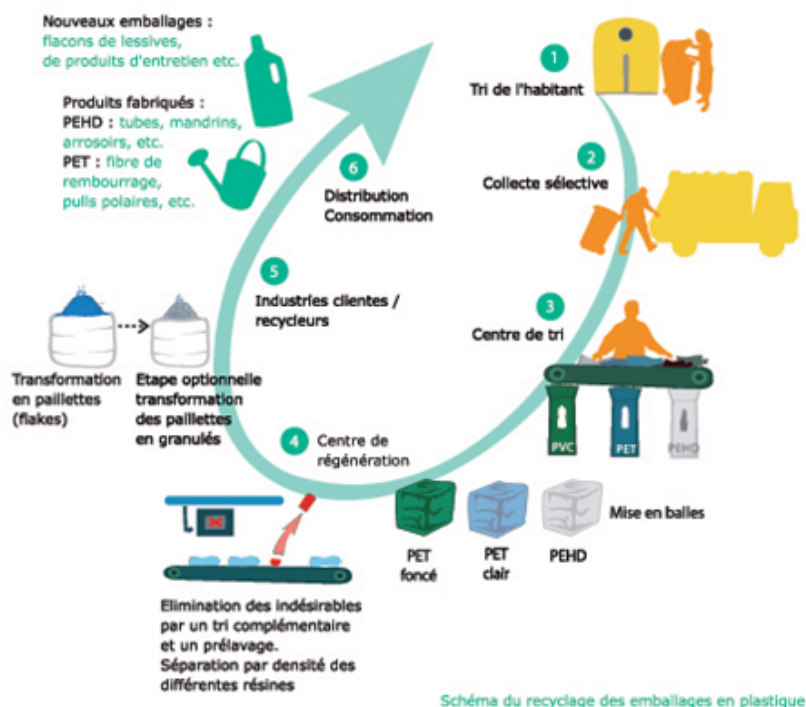 Nouveaux emballages :
flacons de lessives,
de produits d'entretien etc.
Produits fabriqués :
PEHD : tubes, mandrins,
arrosoirs, etc.
PET : fibre de
rembourrage,
pulls polaires, etc.
1
Tri de l'habitant
2
Collecte sélective
3
Centre de tri
PVC
PET
PEHD
Mise en balles
PET
foncé
PET
clair
PEHD
4 Centre de
régénération
Elimination des indésirables
par un tri complémentaire
et un prélavage.
Séparation par densité des
différentes résines
Transformation
en paillettes
(flakes)
Etape optionnelle
transformation
des paillettes
en granulés
5
Industries clientes /
recycleurs
6
Distribution
Consommation
Schéma du recyclage des emballages en plastique